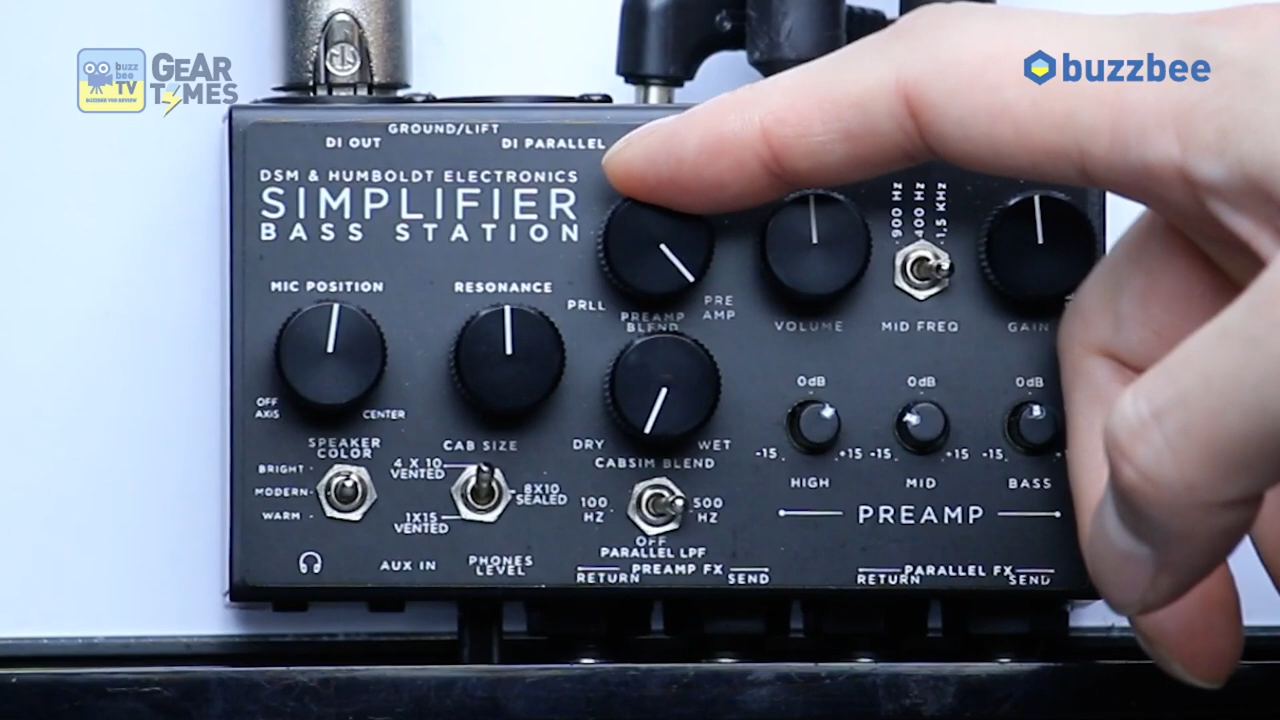 buzz
bee
TV
BUZZBEE VOD REVIEW
GEAR
TIMES
buzzbee
GROUND/LIFT
DI OUT
DI PARALLEL
DSM & HUMBOLDT ELECTRONICS
SIMPLIFIER
BASS STATION
900 HZ
400 HZ
1,5 KHZ
MIC POSITION
RESONANCE
PRLL
PRE
AMP
PREAMP
BLEND
VOLUME
MID FREQ
GAIN
OFF
AXIS
CENTER
0dB
0dB
0dB
SPEAKER
COLOR
BRIGHT
MODERN
WARM
CAB SIZE
4 X 10
VENTED
8X10
SEALED
1X15
VENTED
DRY
WET
CABSIM BLEND
-15
+15
-15
+15
-15
HIGH
MID
BASS
100
HZ
500
HZ
OFF
PARALLEL LPF
PREAMP
AUX IN
PHONES
LEVEL
PREAMP FX
RETURN
SEND
PARALLEL FX
RETURN
SEND